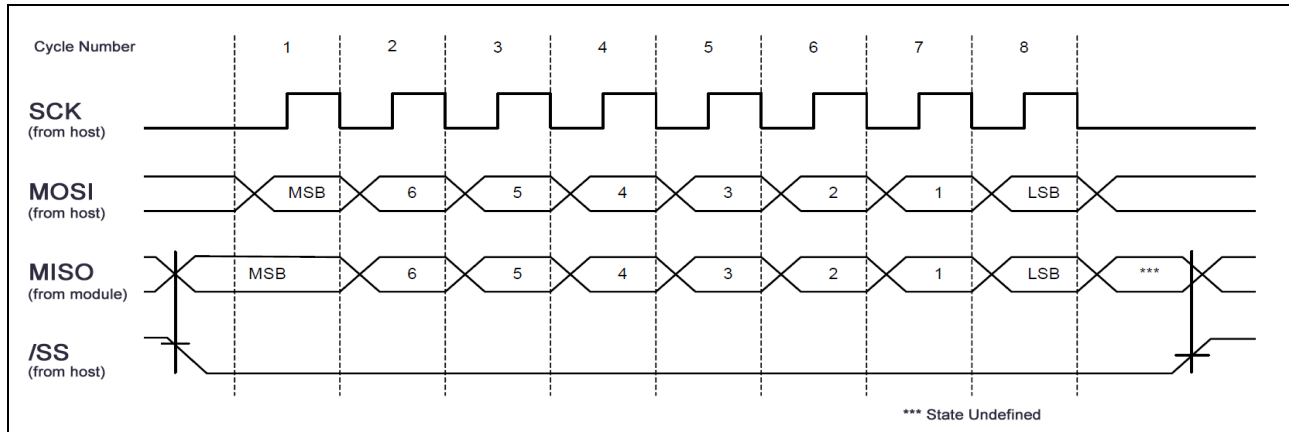 Cycle Number 1 2 3 4 5 6 7 8
SCK
(from host)
MOSI MSB 6 5 4 3 2 1 LSB
(from host)
MISO MSB 6 5 4 3 2 1 LSB ***
(from module)
/SS
(from host)
*** State Undefined